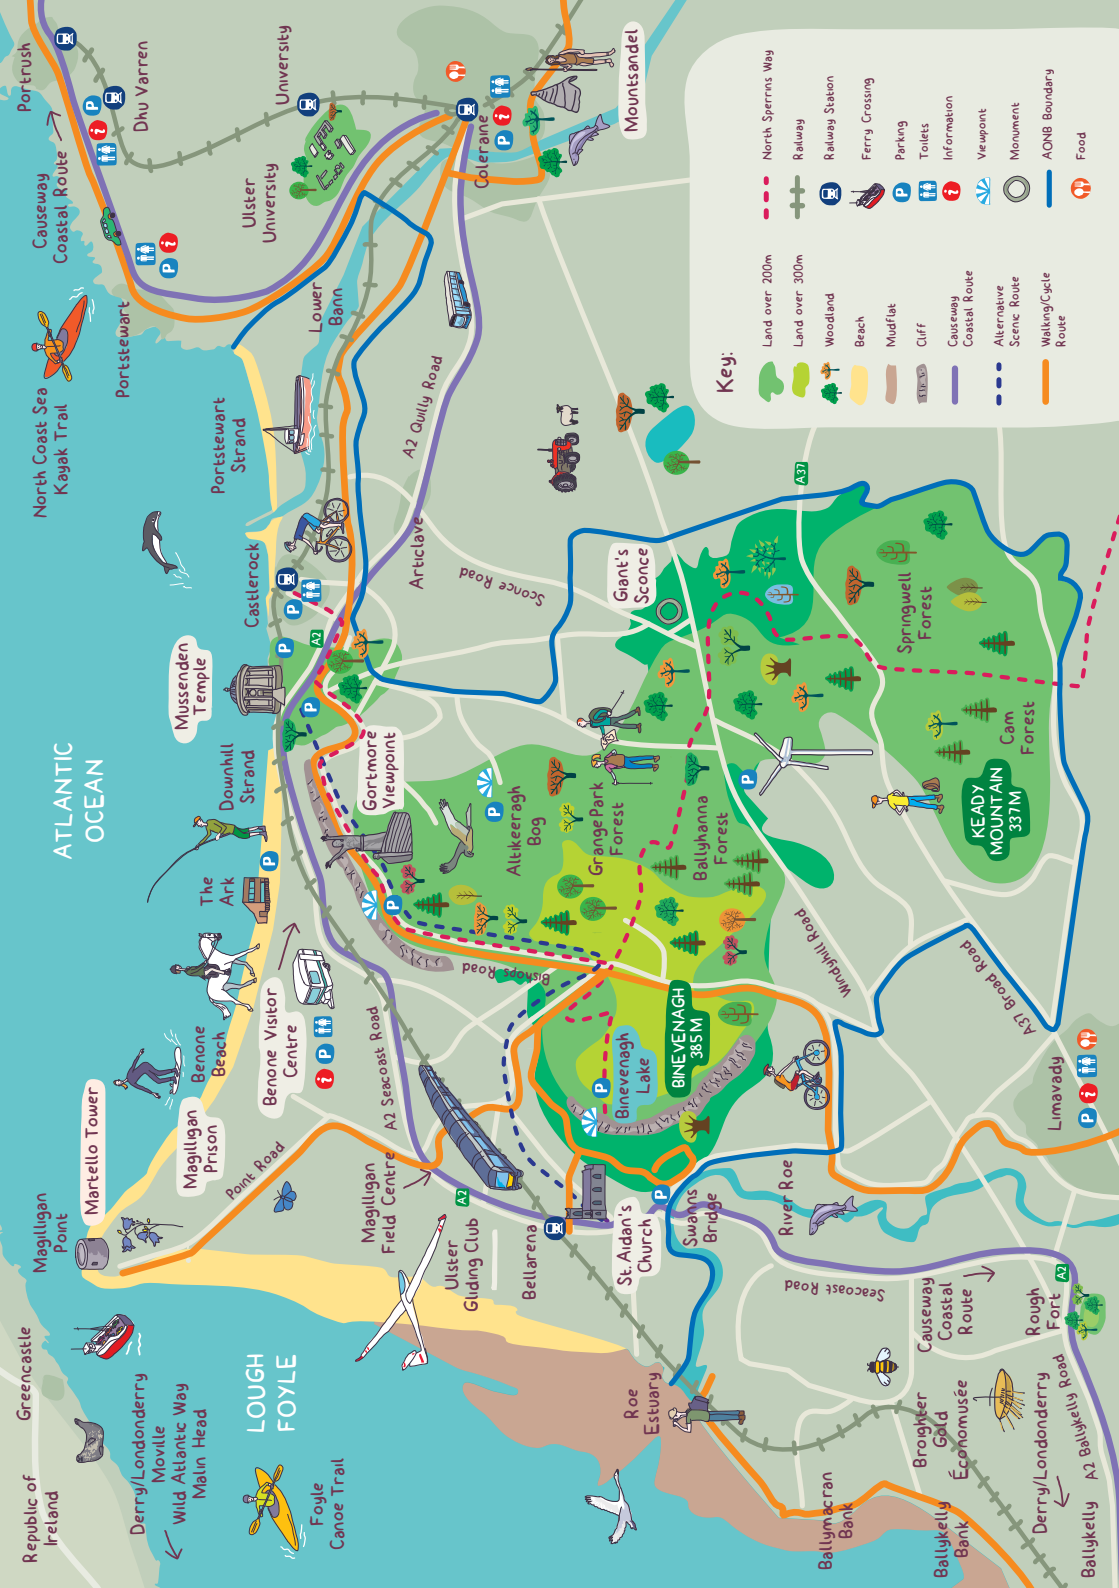 Republic of
Ireland
Greencastle
Derry/Londonderry
Moville
Wild Atlantic Way
Malin Head
LOUGH
FOYLE
Foyle
Canoe Trail
Magilligan
Point
Martello Tower
Magilligan
Prison
Point Road
Benone
Beach
Benone Visitor
Centre
i
P
The
Ark
P
ATLANTIC
OCEAN
Downhill
Strand
Mussenden
Temple
P
P
Castlerock
P
A2
Portstewart
Strand
North Coast Sea
Kayak Trail
Portstewart
P
i
Causeway
Coastal Route
Portrush
P
i
Dhu Varren
University
Ulster
University
Lower
Bann
Coleraine
P
i
Mountsandel
A2 Quilly Road
Articlave
Sconce Road
Giant's
Sconce
A37
Gortmore
Viewpoint
P
Altikeeragh
Bog
P
Grange Park
Forest
Ballyhanna
Forest
P
Springwell
Forest
Cam
Forest
KEADY
MOUNTAIN
337M
Bishops Road
A2 Seacoast Road
Magilligan
Field Centre
A2
Ulster
Gliding Club
Bellarena
St.Aidan's
Church
Binevenagh
Lake
P
BINEVENAGH
385M
Windyhill Road
A37 Broad Road
Limavady
P
i
P
Swanns
Bridge
River Roe
Seacoast Road
Causeway
Coastal
Route
Rough
Fort
A2
Roe
Estuary
Broighter
Gold
Économusée
Derry/Londonderry
A2 Ballykelly Road
Ballykelly
Ballymacran
Bank
Ballykelly
Bank
Key:
Land over 200m
Land over 300m
Woodland
Beach
Mudflat
Cliff
Causeway
Coastal Route
Alternative
Scenic Route
Walking/Cycle
Route
North Sperrins Way
Railway
Railway Station
Ferry Crossing
P
Parking
Toilets
i
Information
Viewpoint
Monument
AONB Boundary
Food